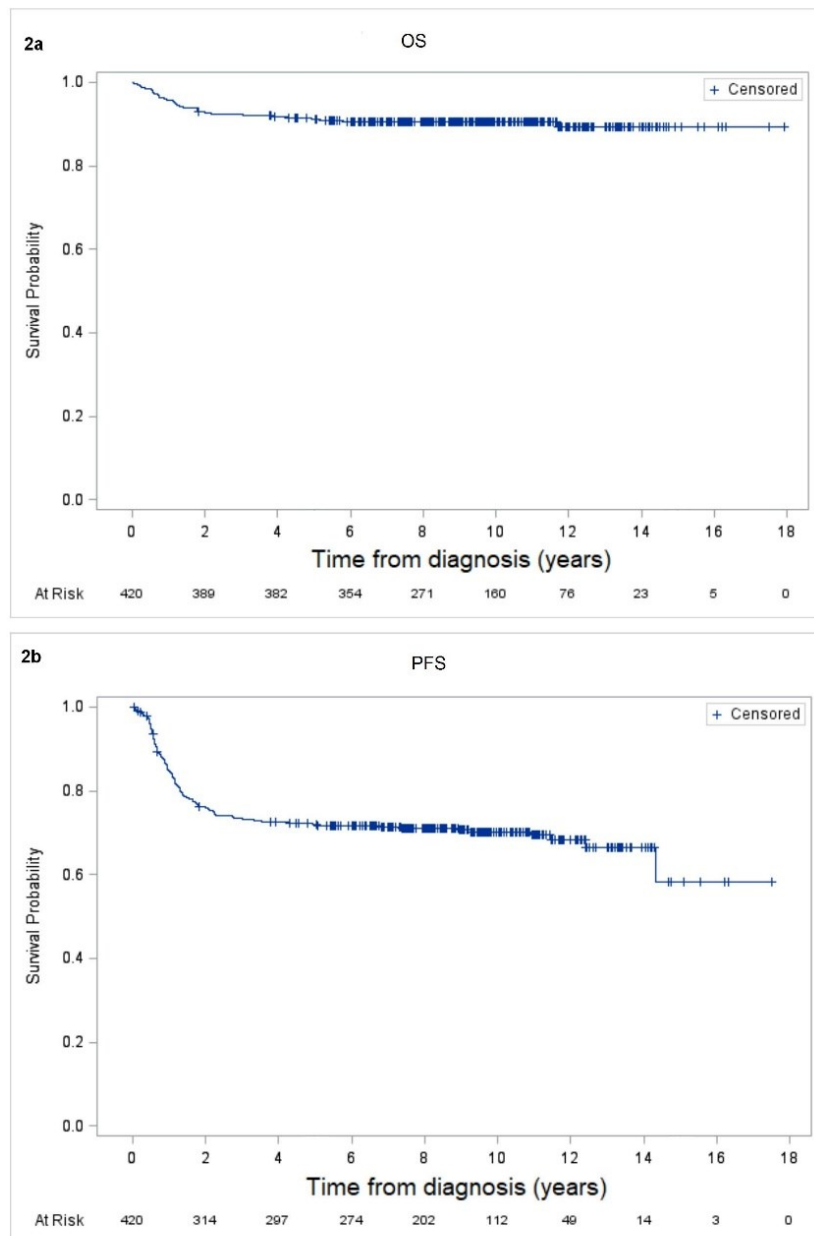 2a
OS
+ Censored
1.0
0.8
0.6
0.4
0.2
0.0
Survival Probability
0 2 4 6 8 10 12 14 16 18
Time from diagnosis (years)
At Risk 420 389 382 354 271 160 76 23 5 0
2b
PFS
+ Censored
1.0
0.8
0.6
0.4
0.2
0.0
Survival Probability
0 2 4 6 8 10 12 14 16 18
Time from diagnosis (years)
At Risk 420 314 297 274 202 112 49 14 3 0